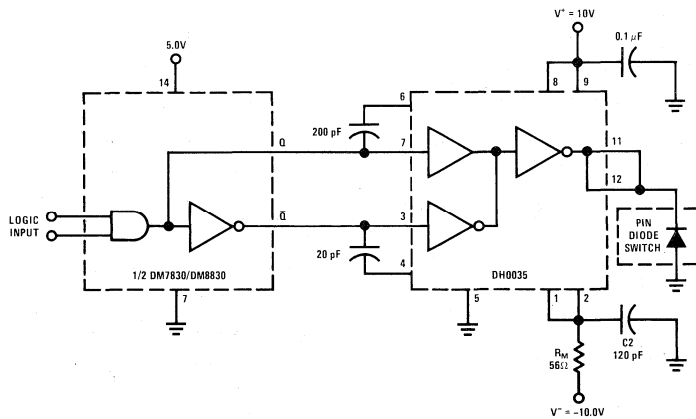 V⁺ = 10V
5.0V
0.1 μF
14
8
9
6
200 pF
Q
7
11
12
LOGIC
INPUT
Q̄
3
PIN
DIODE
SWITCH
20 pF
4
1/2 DM7830/DM8830
DH0035
7
5
1
2
C2
120 pF
R_M
56Ω
V⁻ = –10.0V